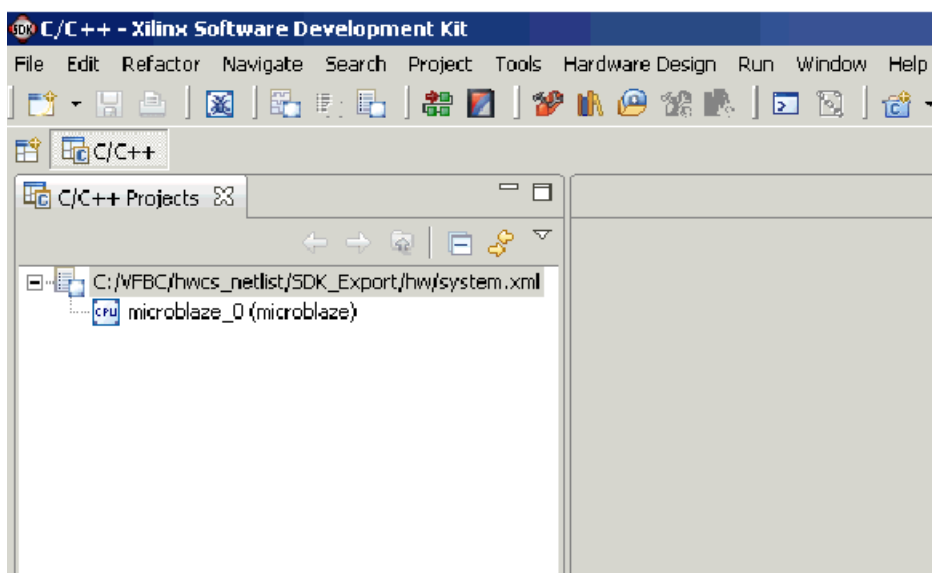 C/C++ - Xilinx Software Development Kit
File Edit Refactor Navigate Search Project Tools Hardware Design Run Window Help
C/C++
C/C++ Projects
C:/VFBC/hwcs_netlist/SDK_Export/hw/system.xml
microblaze_0 (microblaze)